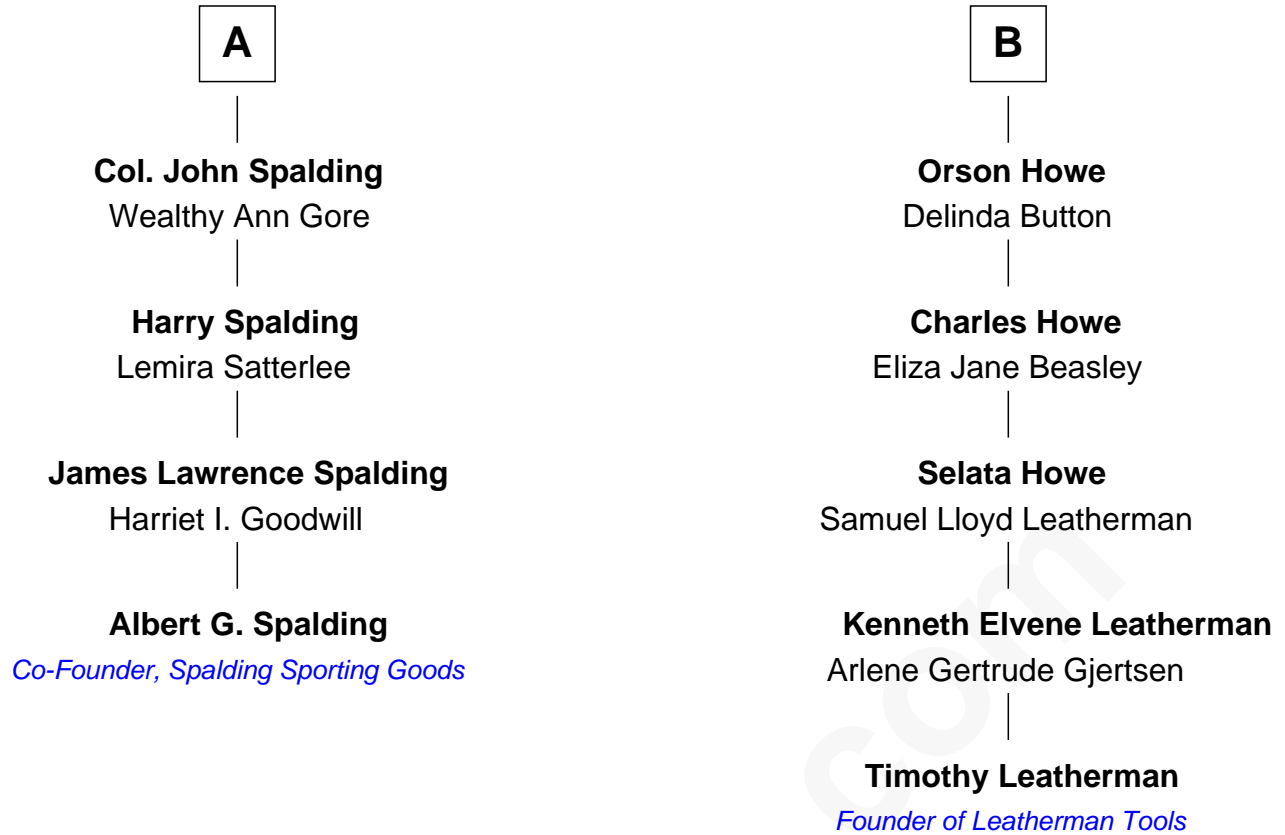 A
Col. John Spalding
Wealthy Ann Gore
Harry Spalding
Lemira Satterlee
James Lawrence Spalding
Harriet I. Goodwill
Albert G. Spalding
Co-Founder, Spalding Sporting Goods
B
Orson Howe
Delinda Button
Charles Howe
Eliza Jane Beasley
Selata Howe
Samuel Lloyd Leatherman
Kenneth Elvene Leatherman
Arlene Gertrude Gjertsen
Timothy Leatherman
Founder of Leatherman Tools
com